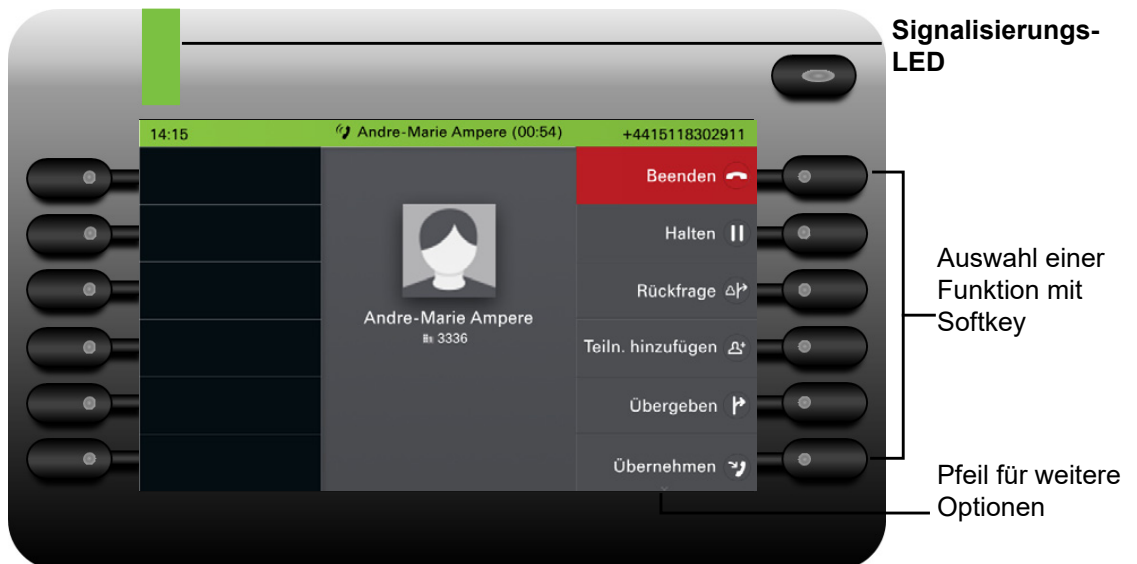 Signalisierungs-
LED
14:15 Andre-Marie Ampere (00:54) +4415118302911
Beenden
Halten
Rückfrage
Andre-Marie Ampere
3336
Teiln. hinzufügen
Übergeben
Übernehmen
Auswahl einer
Funktion mit
Softkey
Pfeil für weitere
Optionen